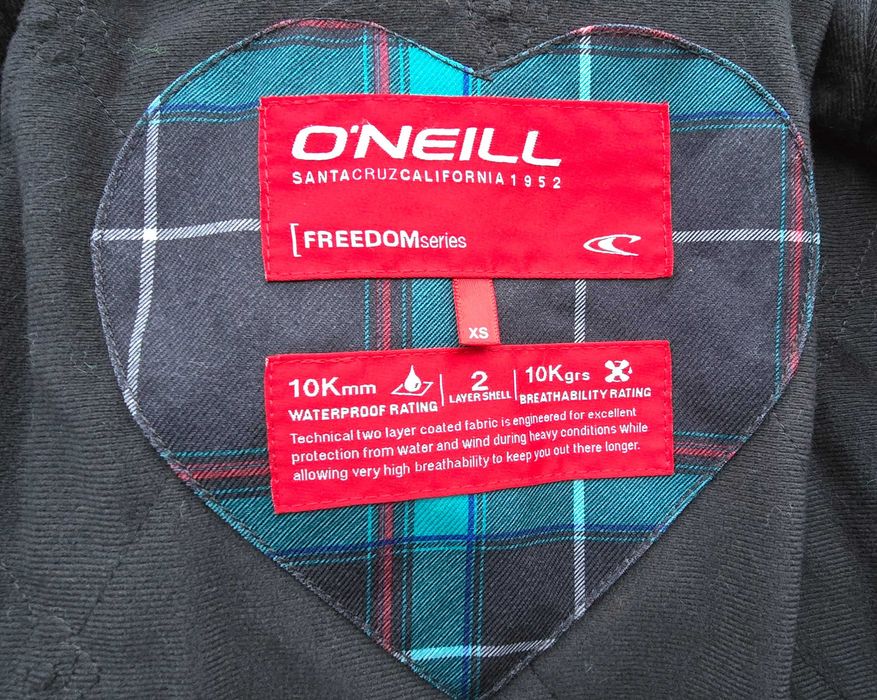 O'NEILL
SANTACRUZCALIFORNIA1952
[FREEDOMseries
XS
10Kmm
WATERPROOF RATING
2
LAYER SHELL
10Kgrs
BREATHABILITY RATING
Technical two layer coated fabric is engineered for excellent
protection from water and wind during heavy conditions while
allowing very high breathability to keep you out there longer.